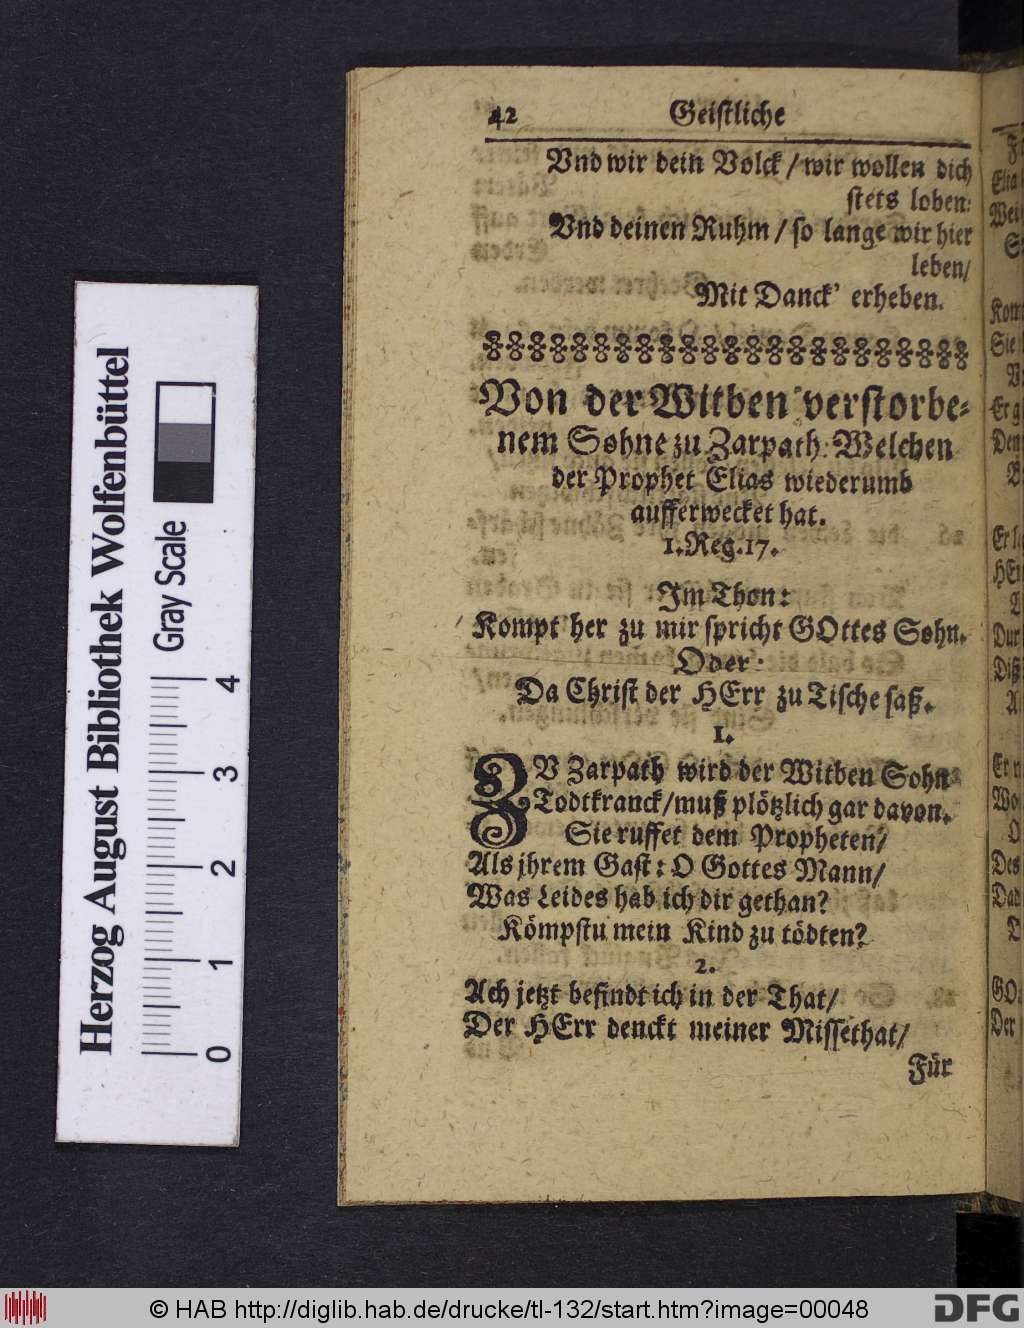 42 Geistliche
Vnd wir dein Volck / wir wollen dich
stets loben:
Vnd deinen Ruhm / so lange wir hier
leben/
Mit Danck' erheben.
Von der Witben verstorbe-
nem Sohne zu Zarpath. Welchen
der Prophet Elias wiederumb
aufferwecket hat.
1. Reg. 17.
Im Thon:
Kompt her zu mir spricht GOttes Sohn.
Oder
Da Christ der HErr zu Tische saß.
1.
ZV Zarpath wird der Witben Sohn
Todtkranck/muß plötzlich gar davon.
Sie ruffet dem Propheten/
Als jhrem Gast: O Gottes Mann/
Was Leides hab ich dir gethan?
Kömpstu mein Kind zu tödten?
2.
Ach jetzt befindt ich in der That/
Der HErr denckt meiner Missethat/
Für
Herzog August Bibliothek Wolfenbüttel
Gray Scale
0 1 2 3 4
© HAB http://diglib.hab.de/drucke/tl-132/start.htm?image=00048
DFG